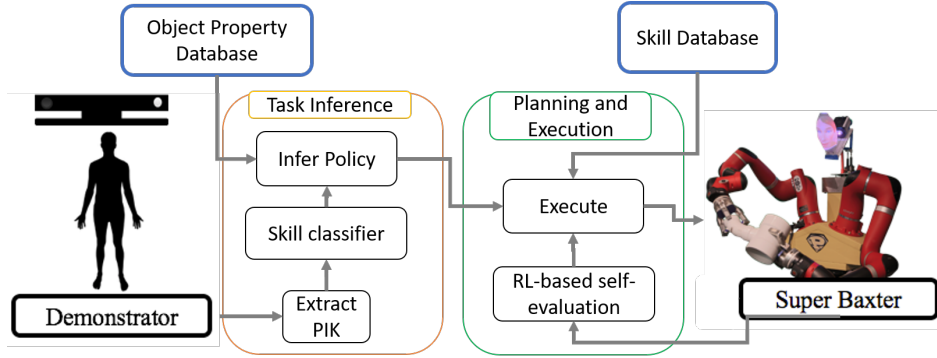 Object Property
Database
Skill Database
Task Inference
Planning and
Execution
Infer Policy
Execute
Skill classifier
RL-based self-
evaluation
Extract
PIK
Demonstrator
Super Baxter